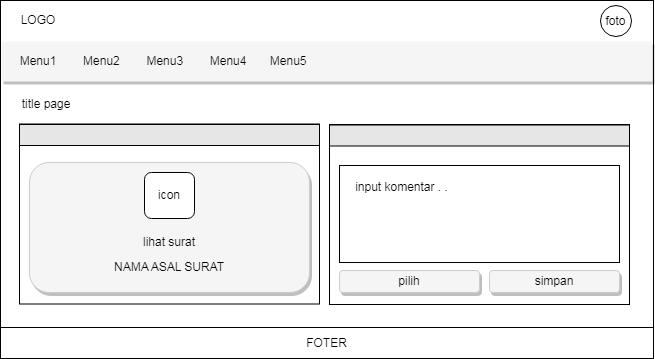 LOGO
foto
Menu1 Menu2 Menu3 Menu4 Menu5
title page
icon
lihat surat
NAMA ASAL SURAT
input komentar . .
pilih
simpan
FOTER